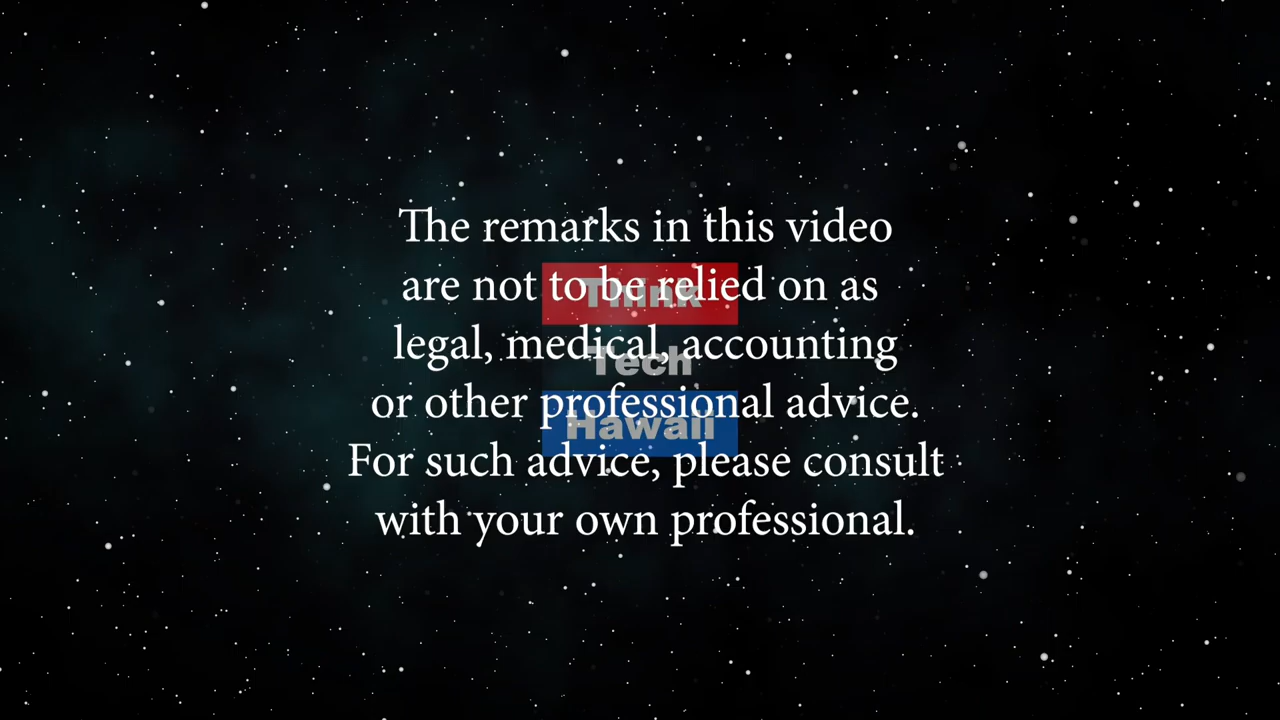 The remarks in this video
are not to be relied on as
legal, medical, accounting
or other professional advice.
For such advice, please consult
with your own professional.
Think
Tech
Hawaii